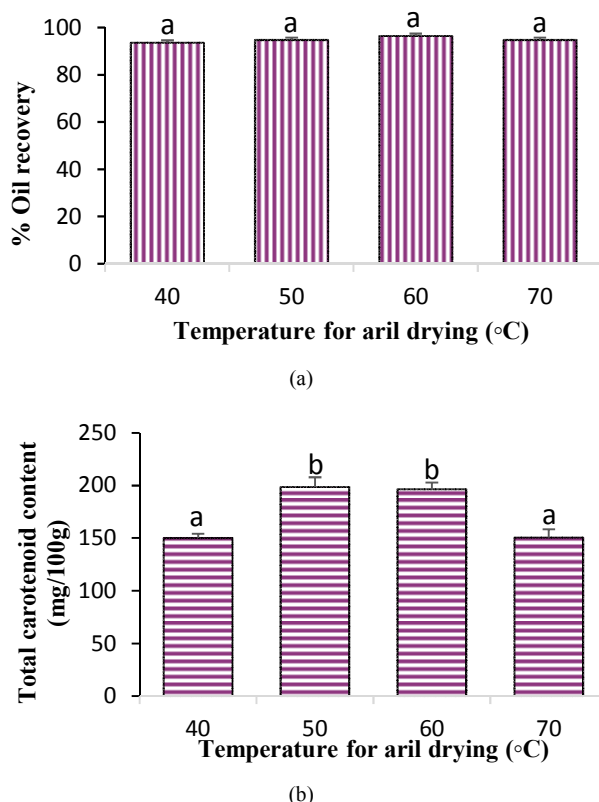 a a a a
100
80
60
40
20
0
% Oil recovery
40 50 60 70
Temperature for aril drying (◦C)
(a)
250
200
150
100
50
0
Total carotenoid content
(mg/100g)
a b b a
40 50 60 70
Temperature for aril drying (◦C)
(b)